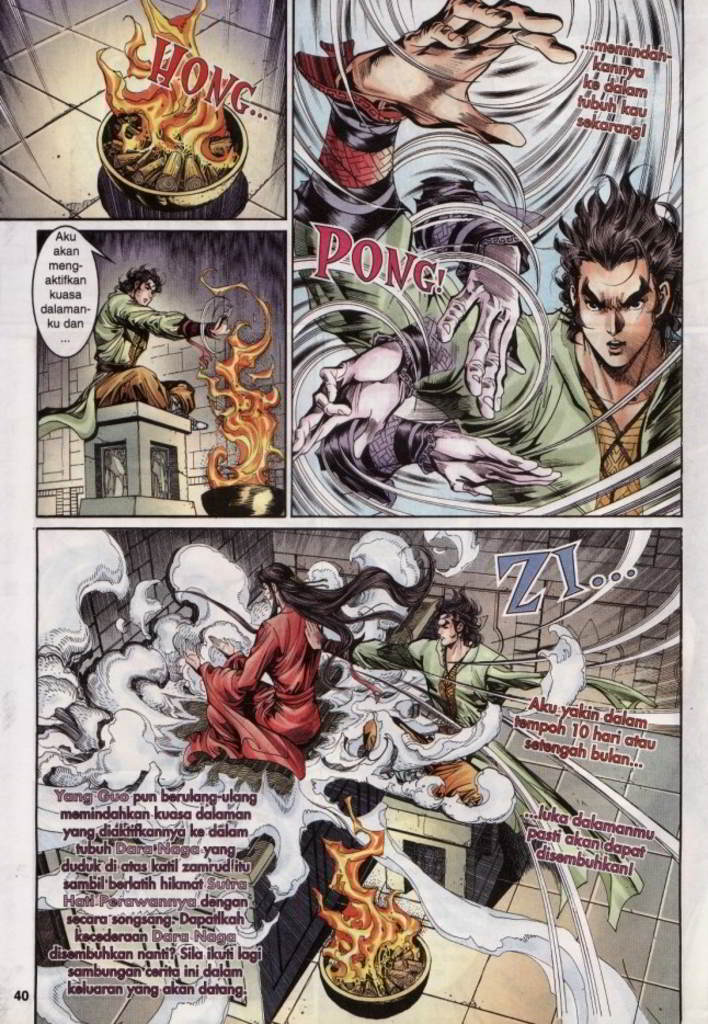 HONG...
...memindah-
kannya
ke dalam
tubuh kau
sekarang!
Aku
akan
meng-
aktifkan
kuasa
dalaman-
ku dan
...
PONG!
ZI...
Aku yakin dalam
tempoh 10 hari atau
setengah bulan...
...luka dalamanmu
pasti akan dapat
disembuhkan!
Yang Guo pun berulang-ulang
memindahkan kuasa dalaman
yang diaktifkannya ke dalam
tubuh Dara Naga yang
duduk di atas katil zamrud itu
sambil berlatih hikmat Sutra
Hati Perawannya dengan
secara songsang. Dapatkah
kecederaan Dara Naga
disembuhkan nanti? Sila ikuti lagi
sambungan cerita ini dalam
keluaran yang akan datang.
40